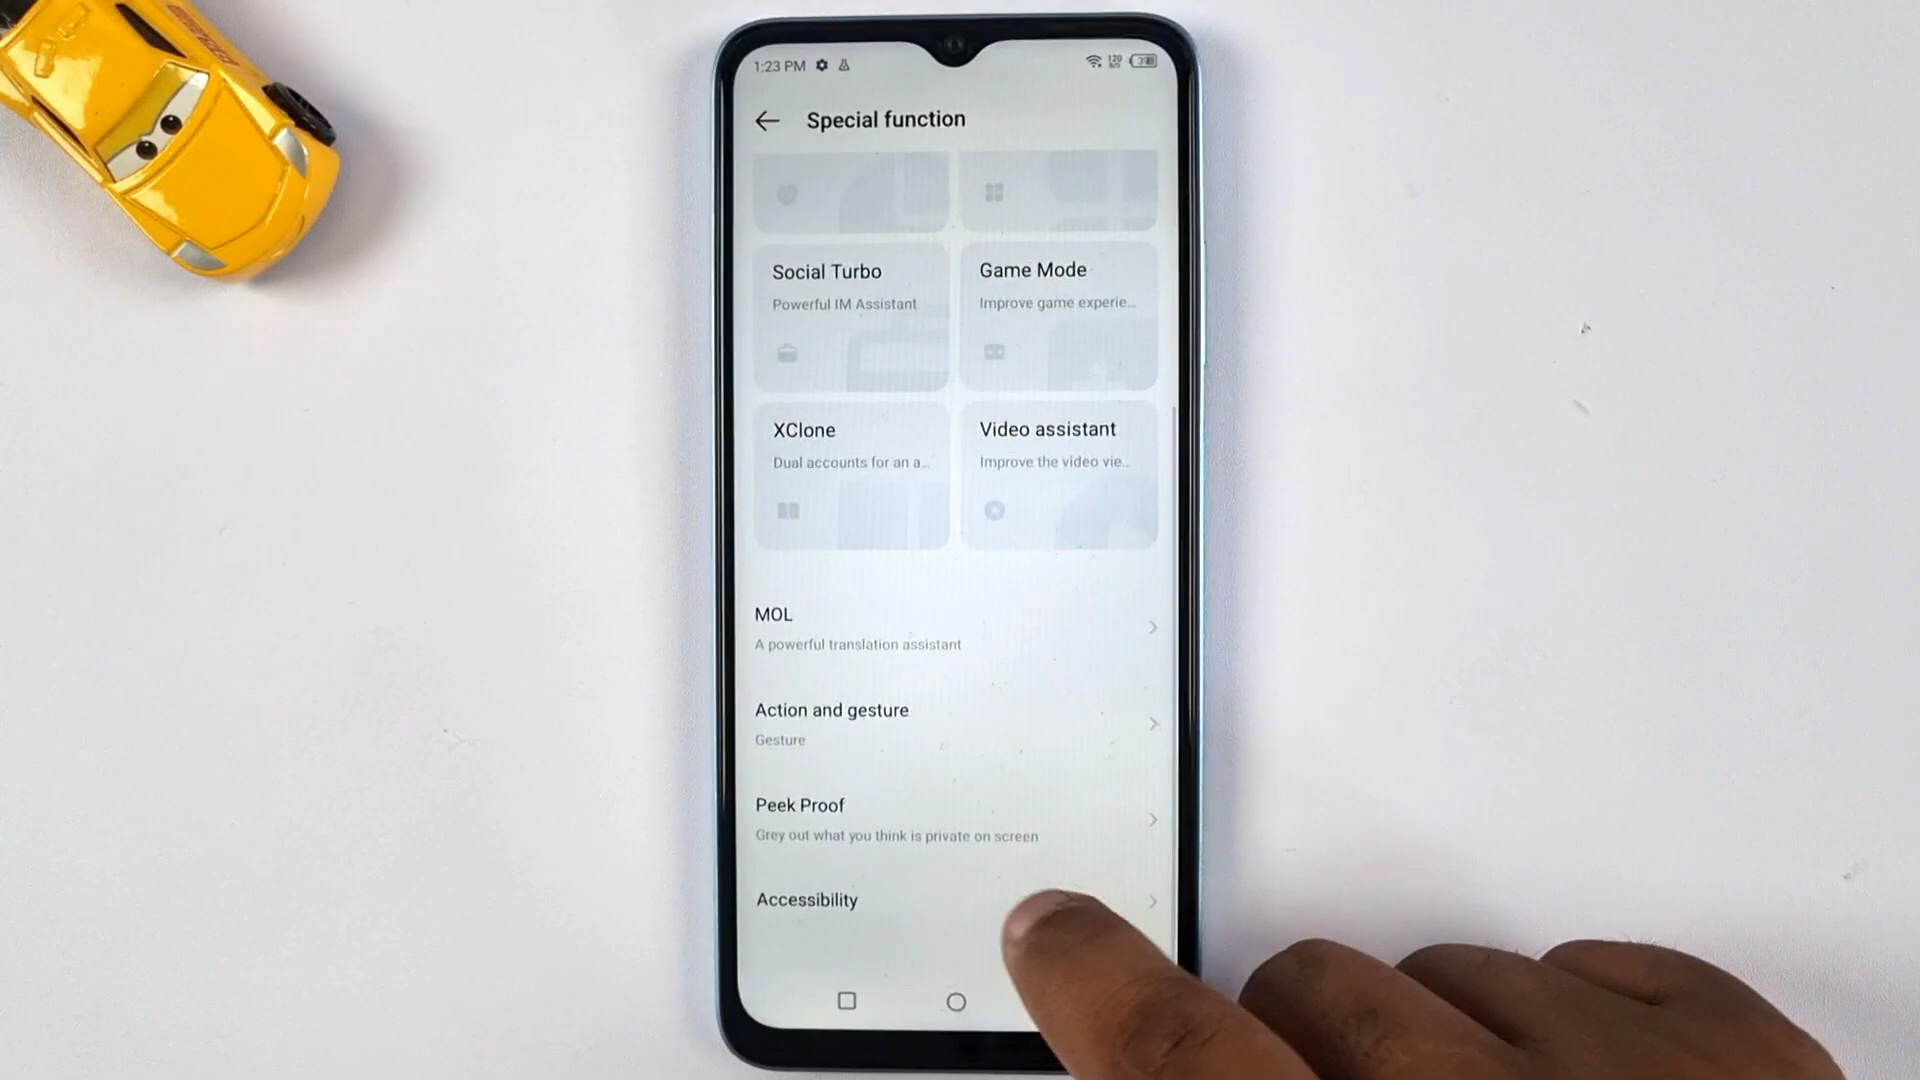 1:23 PM
Special function
Social Turbo
Powerful IM Assistant
Game Mode
Improve game experie...
XClone
Dual accounts for an a...
Video assistant
Improve the video vie...
MOL
A powerful translation assistant
Action and gesture
Gesture
Peek Proof
Grey out what you think is private on screen
Accessibility